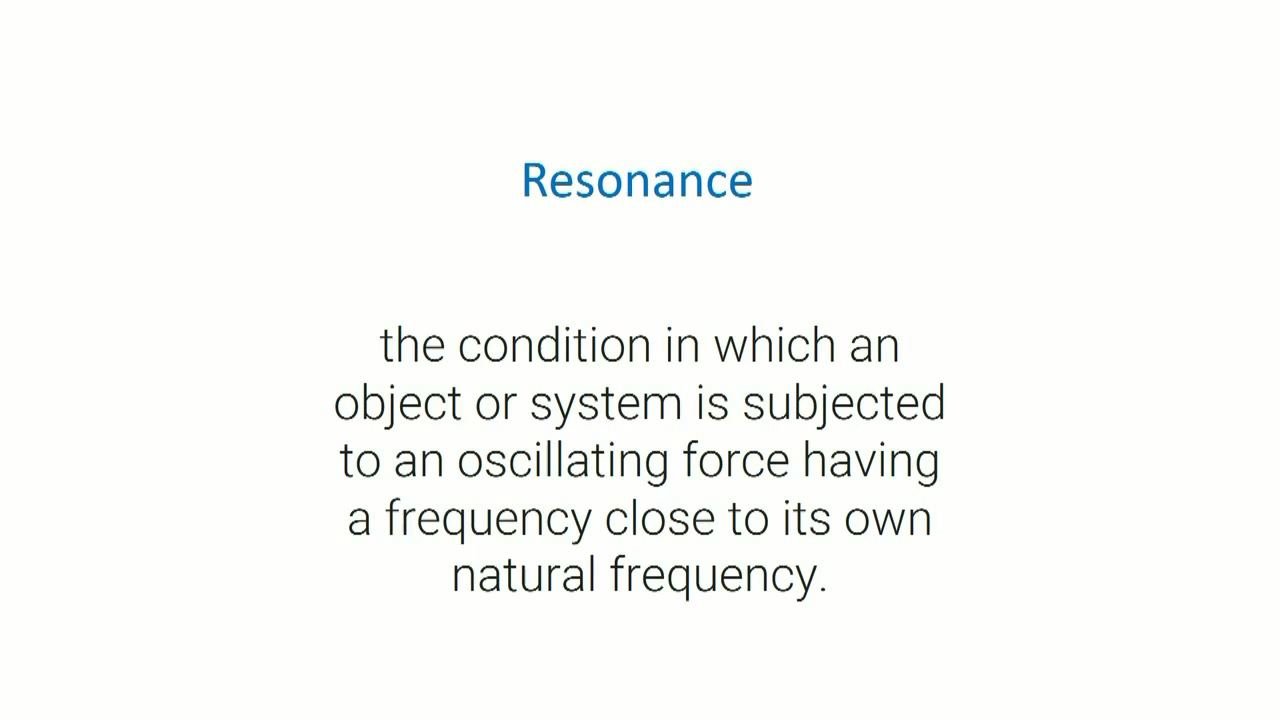 Resonance
the condition in which an
object or system is subjected
to an oscillating force having
a frequency close to its own
natural frequency.